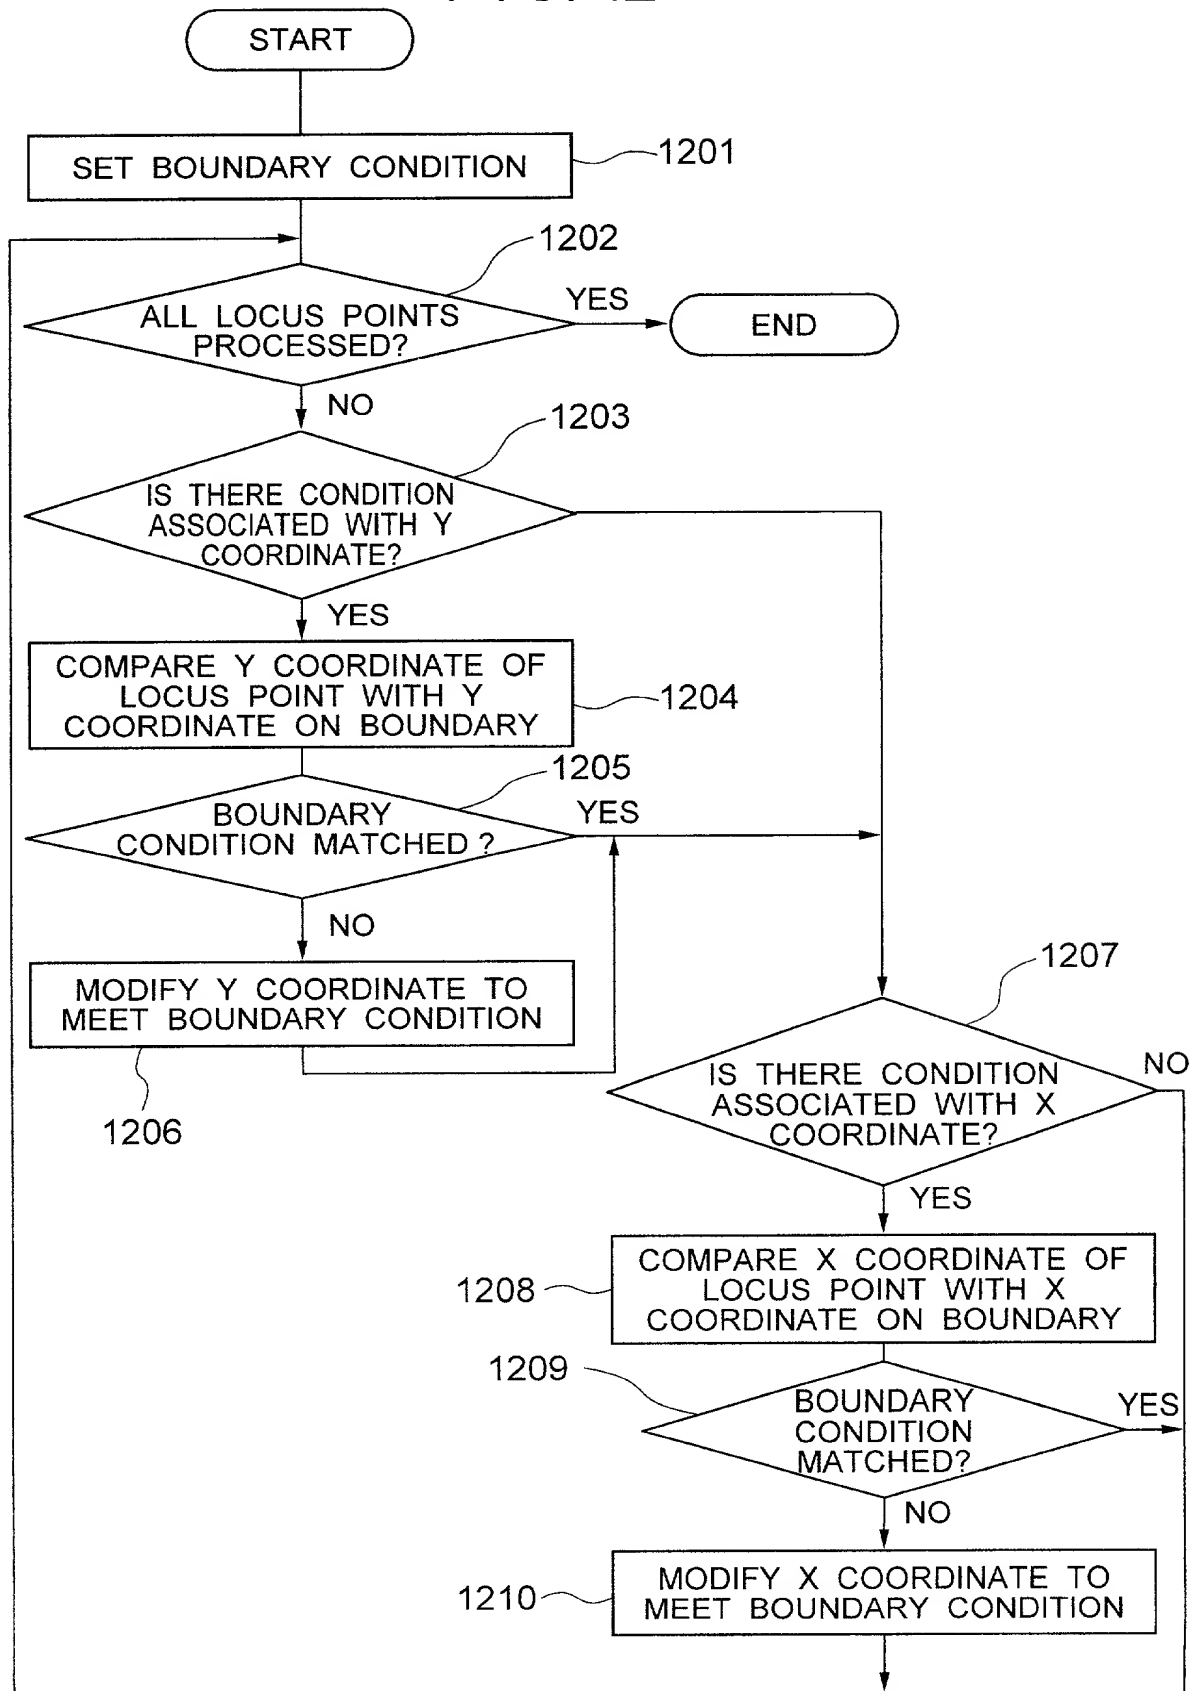 START
SET BOUNDARY CONDITION
1201
1202
ALL LOCUS POINTS
PROCESSED?
YES
END
NO
1203
IS THERE CONDITION
ASSOCIATED WITH Y
COORDINATE?
YES
COMPARE Y COORDINATE OF
LOCUS POINT WITH Y
COORDINATE ON BOUNDARY
1204
1205
BOUNDARY
CONDITION MATCHED ?
YES
NO
MODIFY Y COORDINATE TO
MEET BOUNDARY CONDITION
1206
1207
IS THERE CONDITION
ASSOCIATED WITH X
COORDINATE?
NO
YES
COMPARE X COORDINATE OF
LOCUS POINT WITH X
COORDINATE ON BOUNDARY
1208
1209
BOUNDARY
CONDITION
MATCHED?
YES
NO
MODIFY X COORDINATE TO
MEET BOUNDARY CONDITION
1210